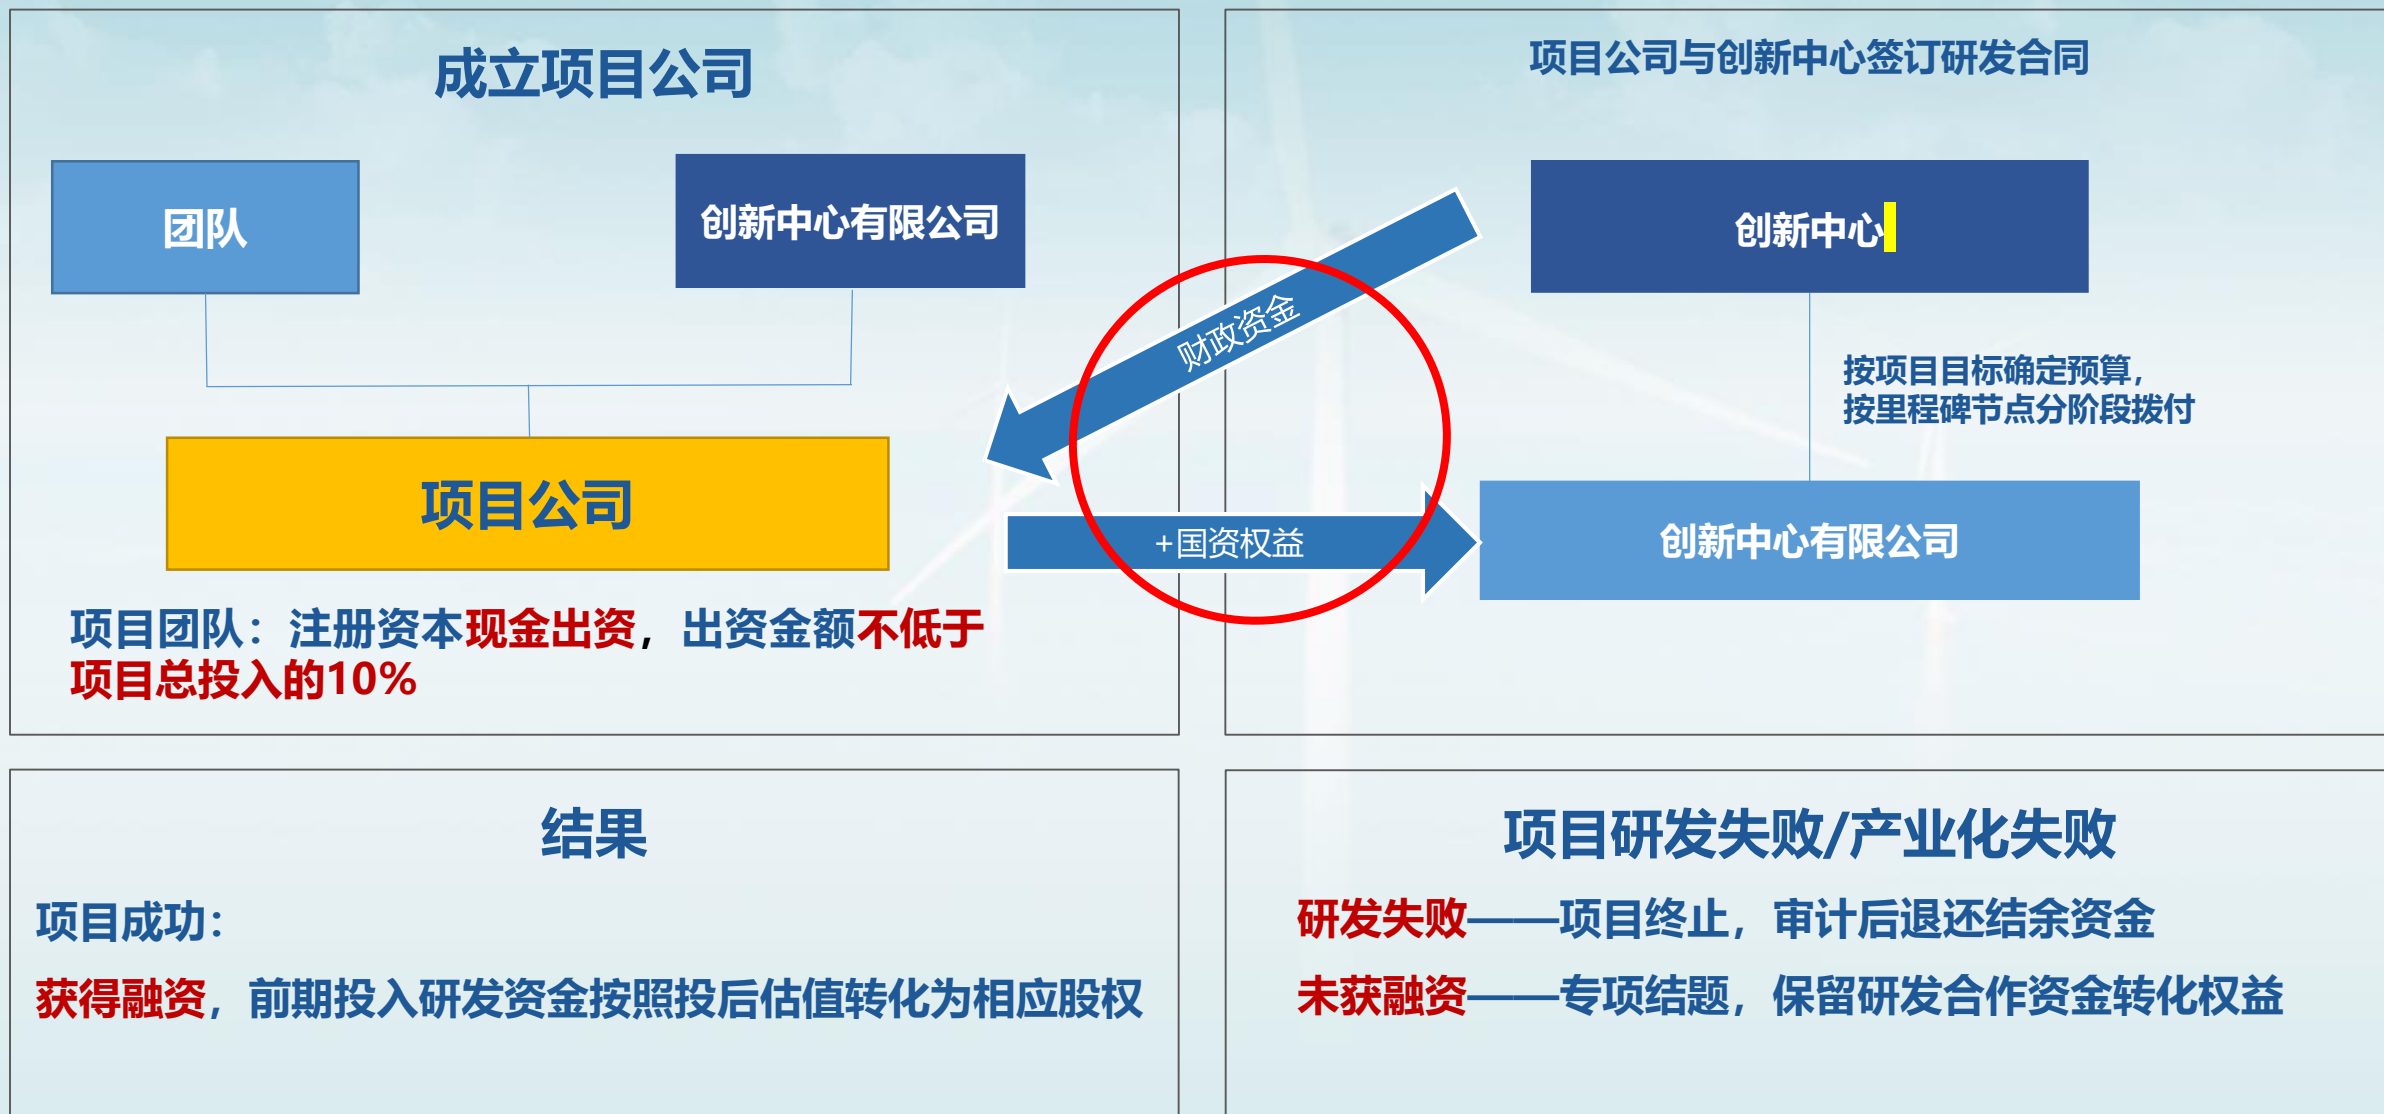 成立项目公司
团队
创新中心有限公司
项目公司
项目团队：注册资本现金出资，出资金额不低于
项目总投入的10%
财政资金
+国资权益
项目公司与创新中心签订研发合同
创新中心
按项目目标确定预算，
按里程碑节点分阶段拨付
创新中心有限公司
结果
项目成功：
获得融资，前期投入研发资金按照投后估值转化为相应股权
项目研发失败/产业化失败
研发失败——项目终止，审计后退还结余资金
未获融资——专项结题，保留研发合作资金转化权益